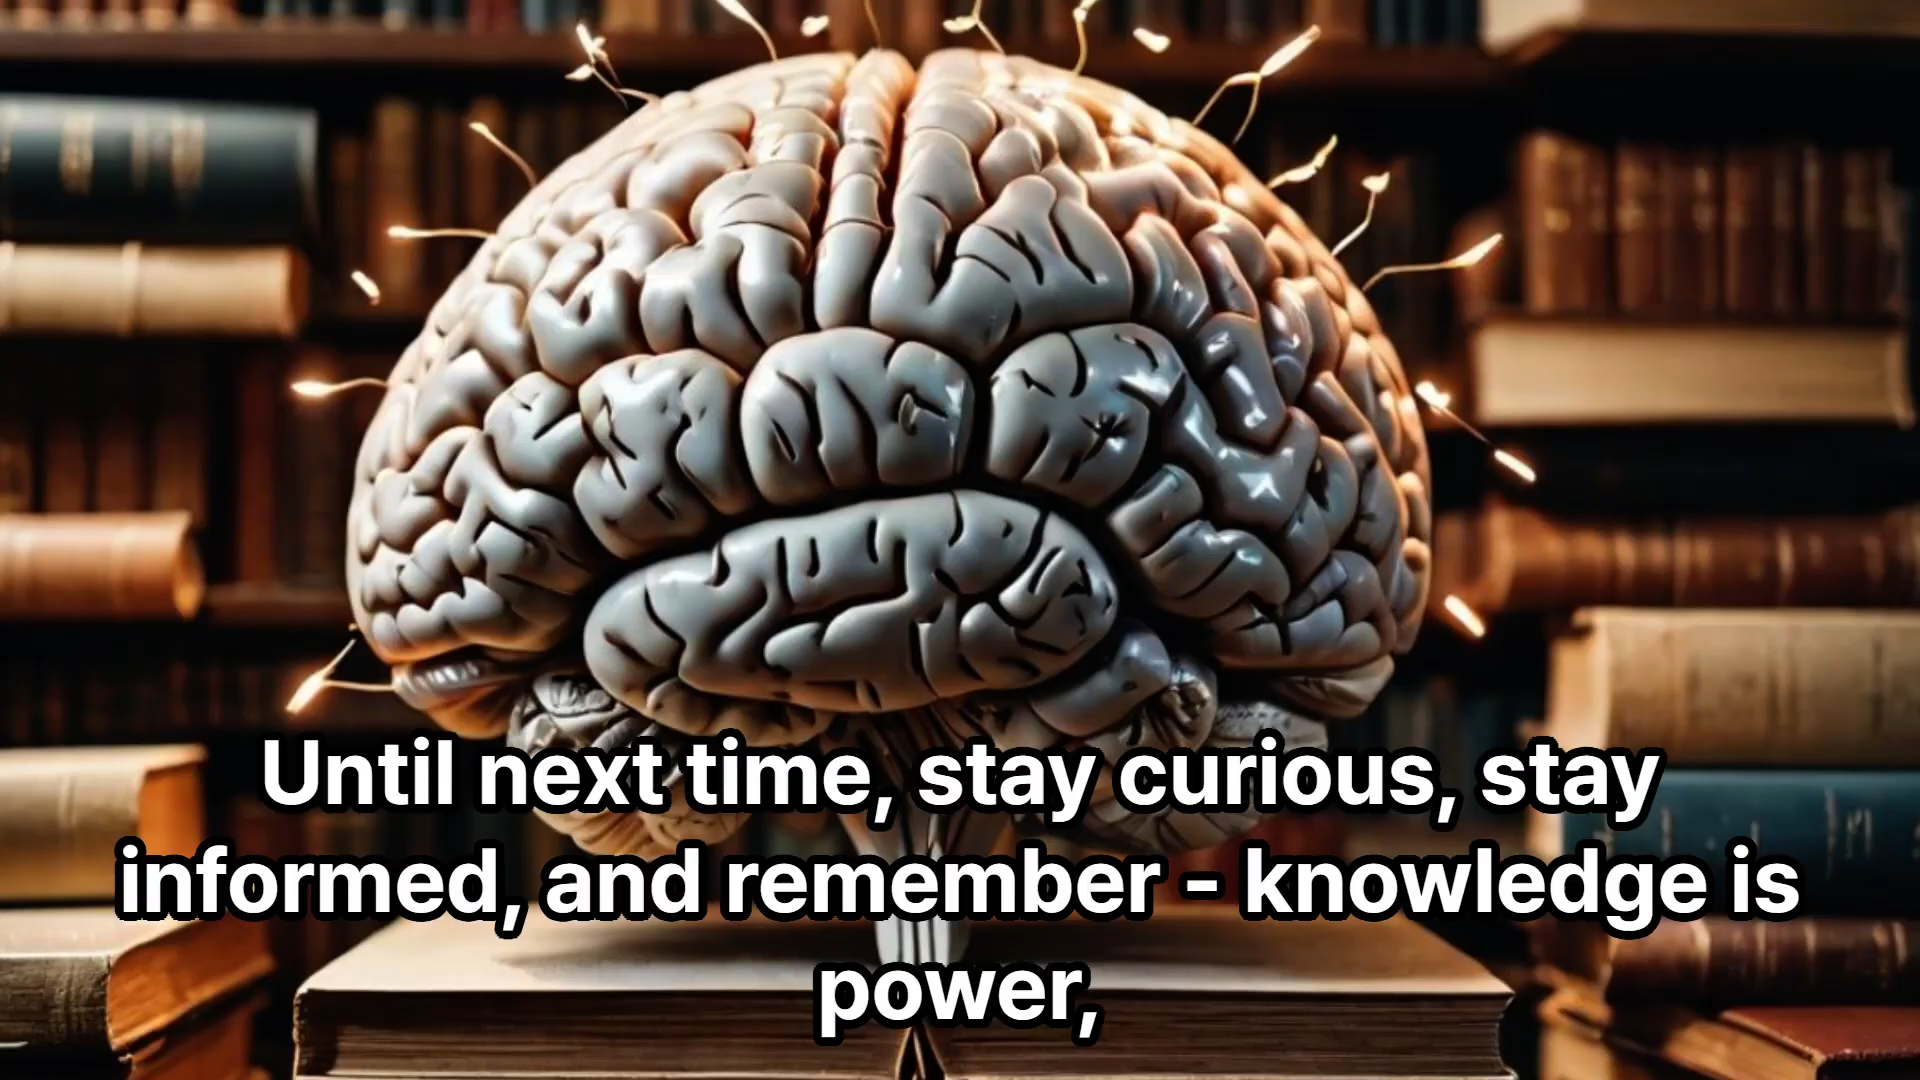 Until next time, stay curious, stay
informed, and remember - knowledge is
power,